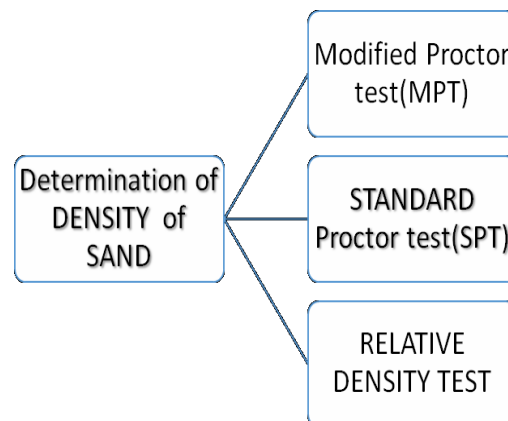 Determination of
DENSITY of
SAND
Modified Proctor
test(MPT)
STANDARD
Proctor test(SPT)
RELATIVE
DENSITY TEST